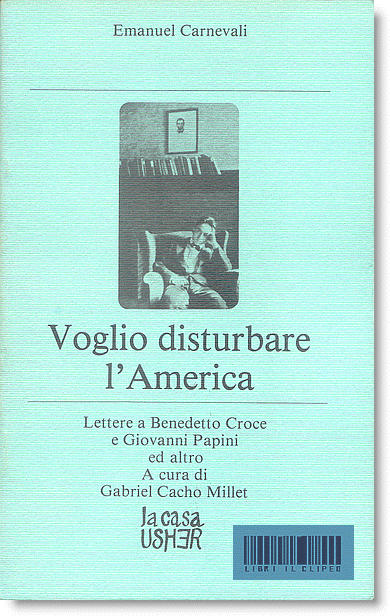 Emanuel Carnevali
Voglio disturbare
l'America
Lettere a Benedetto Croce
e Giovanni Papini
ed altro
A cura di
Gabriel Cacho Millet
la casa
USHER
LIBRI IL CLIPEO